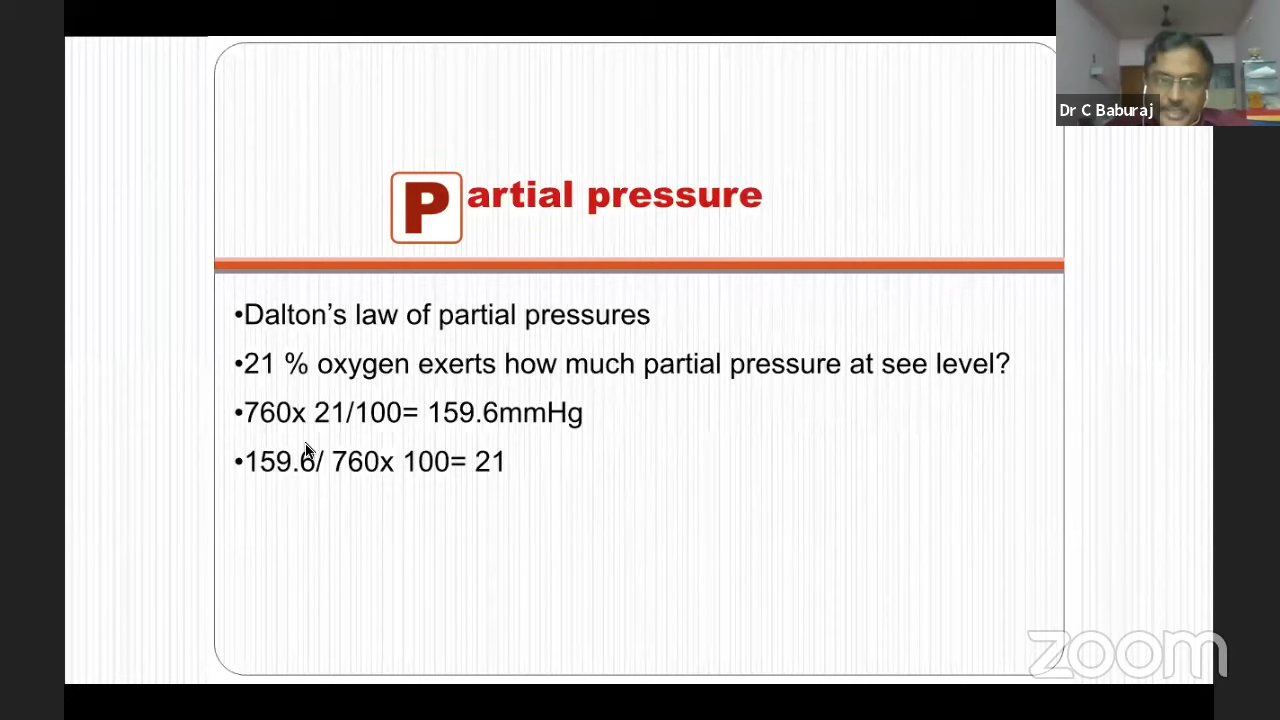 Dr C Baburaj
Partial pressure
•Dalton’s law of partial pressures
•21 % oxygen exerts how much partial pressure at see level?
•760x 21/100= 159.6mmHg
•159.6/ 760x 100= 21
zoom